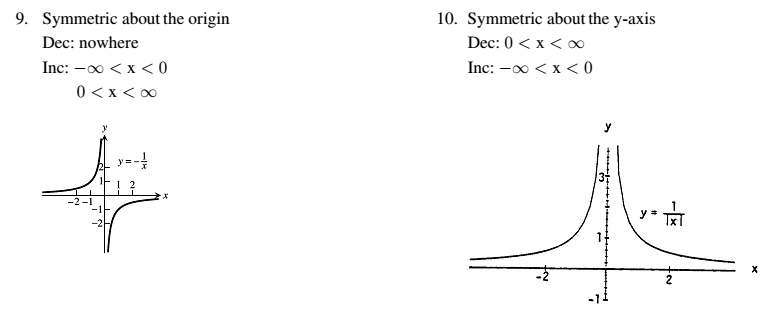 9. Symmetric about the origin
Dec: nowhere
Inc: −∞ < x < 0
0 < x < ∞
y
y = −1/x
2
1
1 2
x
−2 −1
−1
−2
10. Symmetric about the y-axis
Dec: 0 < x < ∞
Inc: −∞ < x < 0
y
3
y = 1/|x|
1
x
-2
2
-1